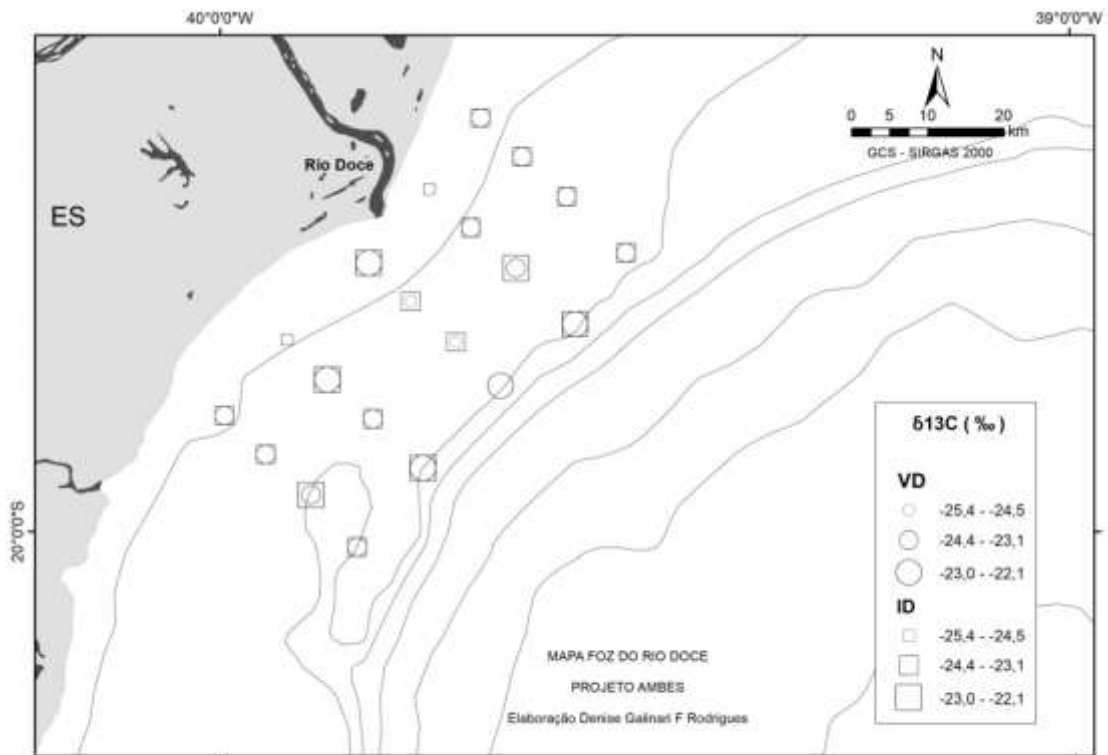 40°0'0"W
39°0'0"W
N
0 5 10 20
km
GCS - SIRGAS 2000
Rio Doce
ES
20°0'0"S
δ13C ( ‰ )
VD
-25,4 - -24,5
-24,4 - -23,1
-23,0 - -22,1
ID
-25,4 - -24,5
-24,4 - -23,1
-23,0 - -22,1
MAPA FOZ DO RIO DOCE
PROJETO AMBES
Elaboração Denise Galinari F Rodrigues